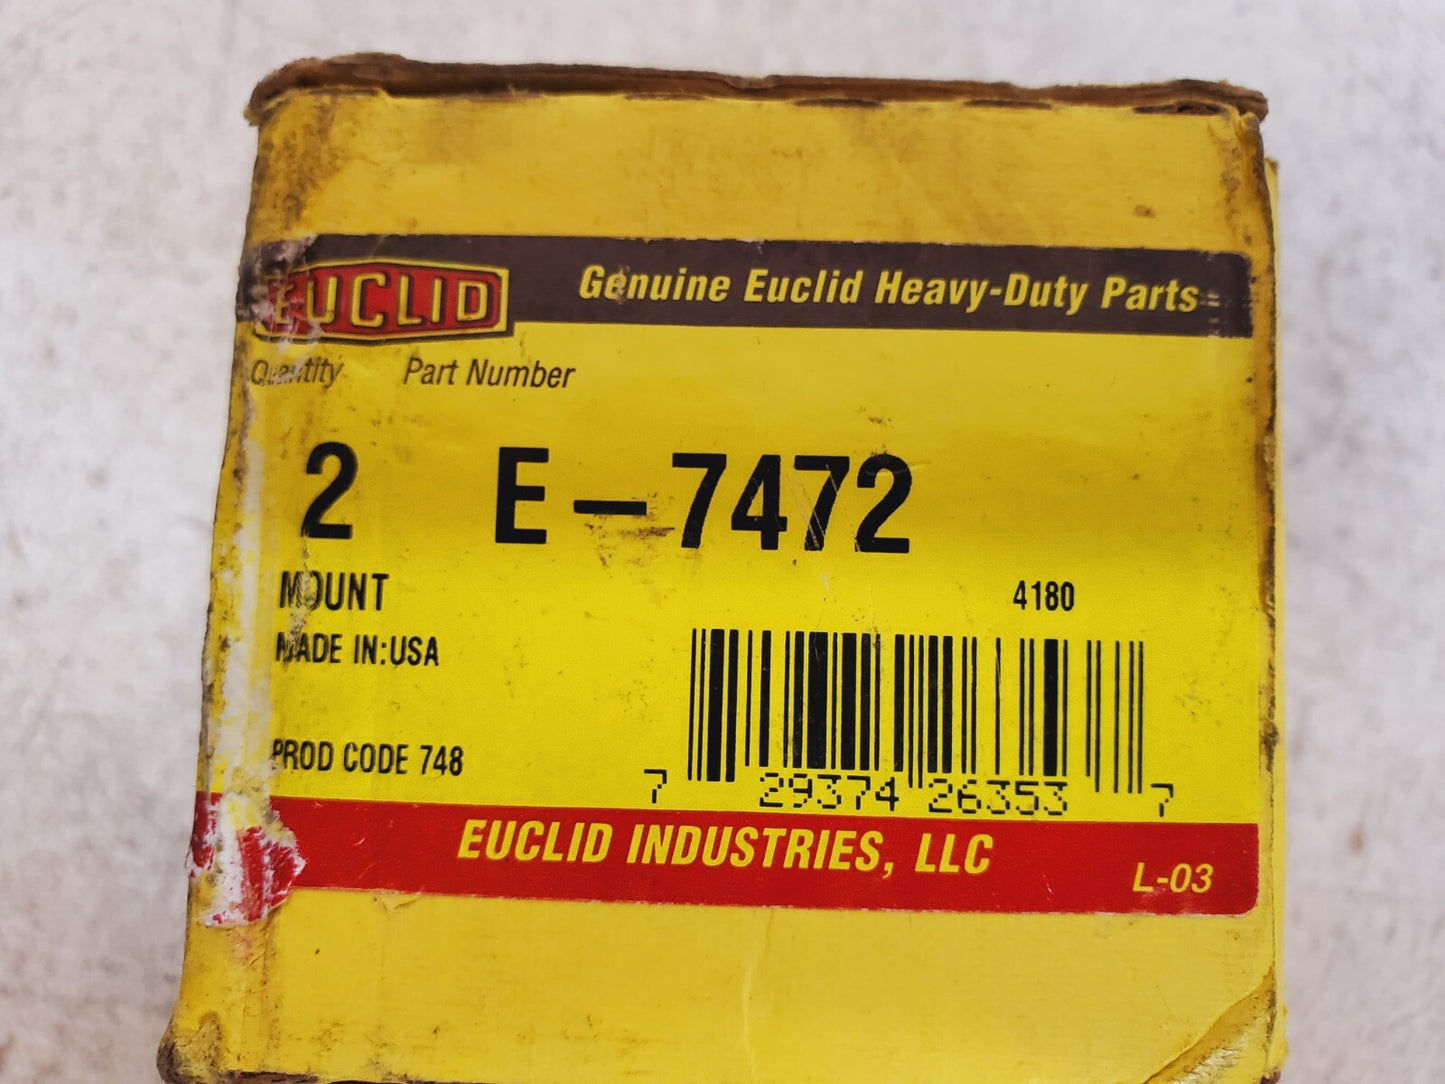 EUCLID Genuine Euclid Heavy-Duty Parts
Quantity Part Number
2 E-7472
MOUNT 4180
MADE IN:USA
PROD CODE 748
7 29374 26353 7
EUCLID INDUSTRIES, LLC
L-03